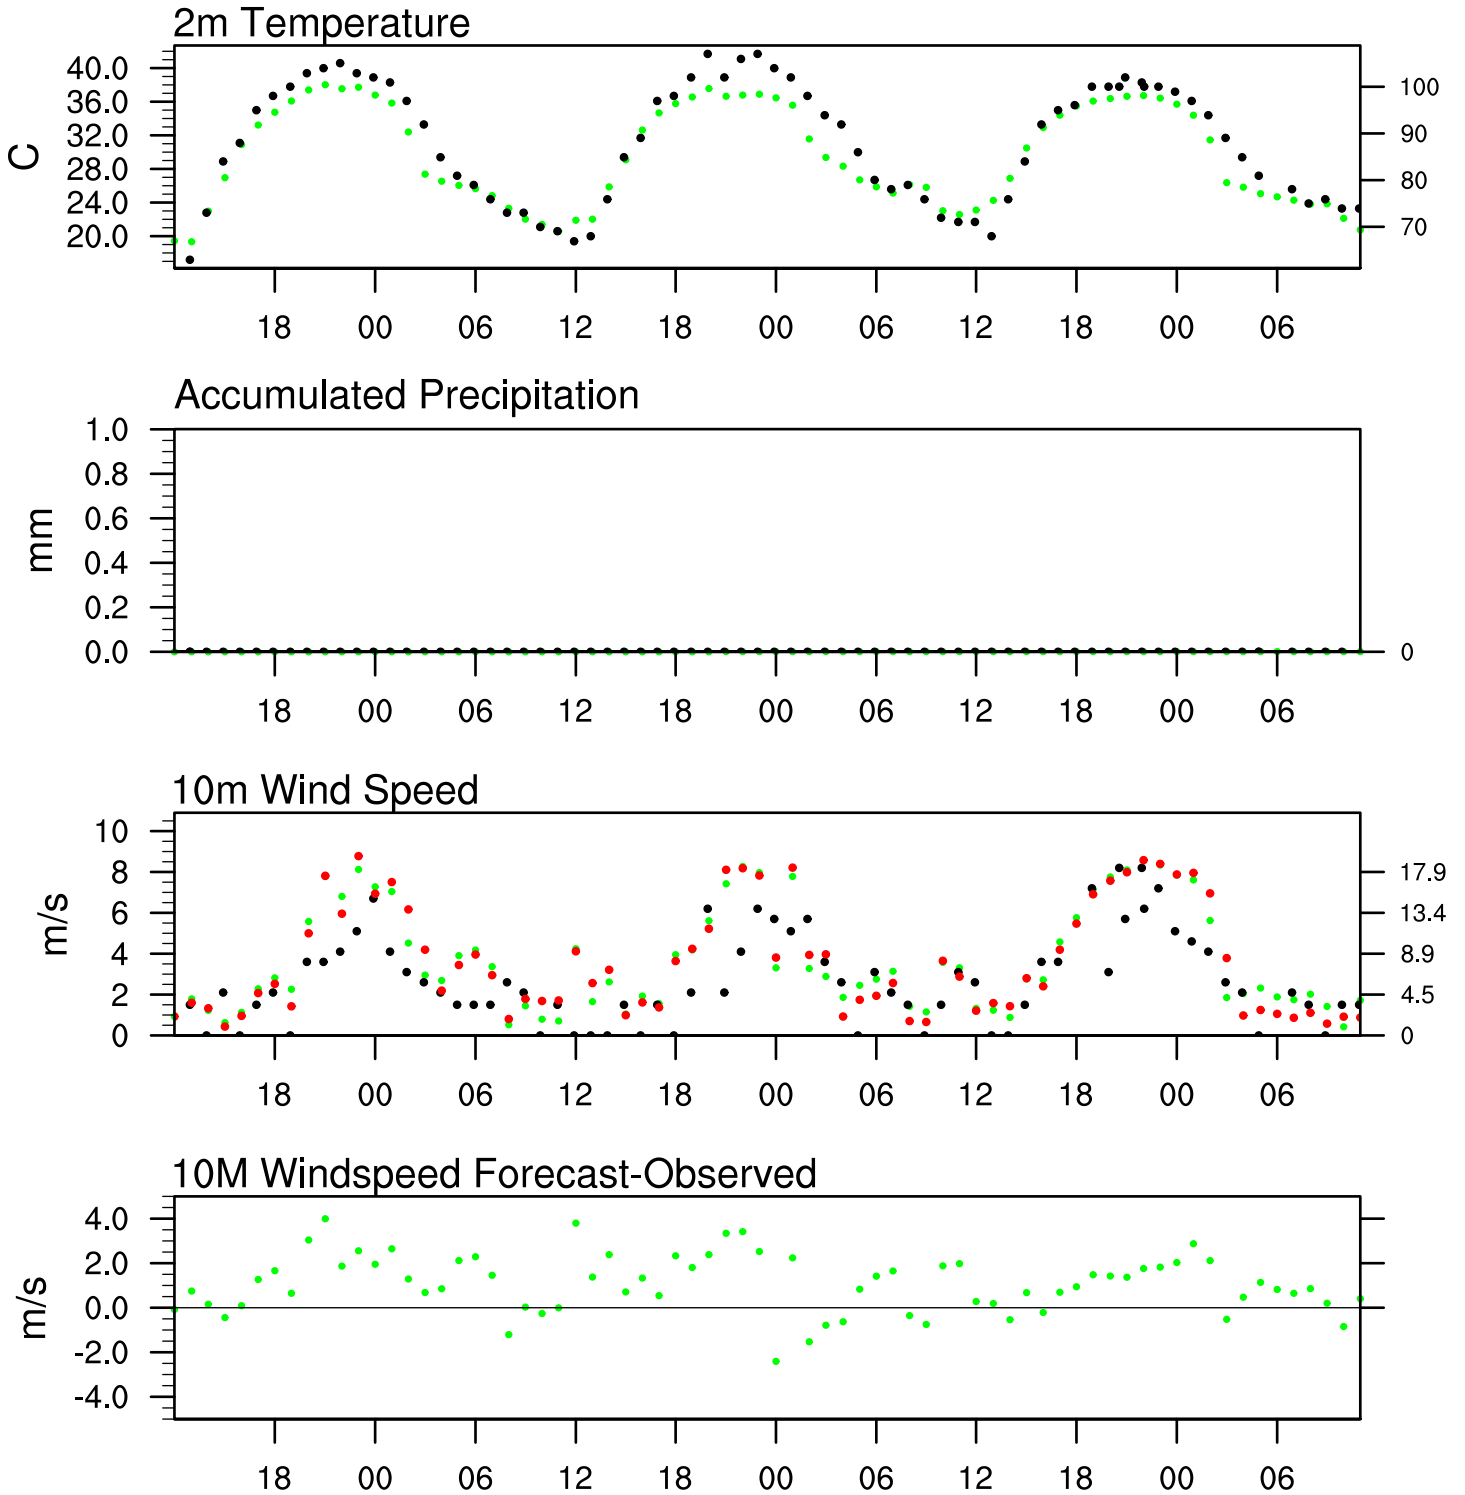 2m Temperature
40.0
36.0
32.0
28.0
24.0
20.0
C
100
90
80
70
18 00 06 12 18 00 06 12 18 00 06
Accumulated Precipitation
1.0
0.8
0.6
0.4
0.2
0.0
mm
0
18 00 06 12 18 00 06 12 18 00 06
10m Wind Speed
10
8
6
4
2
0
m/s
17.9
13.4
8.9
4.5
0
18 00 06 12 18 00 06 12 18 00 06
10M Windspeed Forecast-Observed
4.0
2.0
0.0
-2.0
-4.0
m/s
18 00 06 12 18 00 06 12 18 00 06